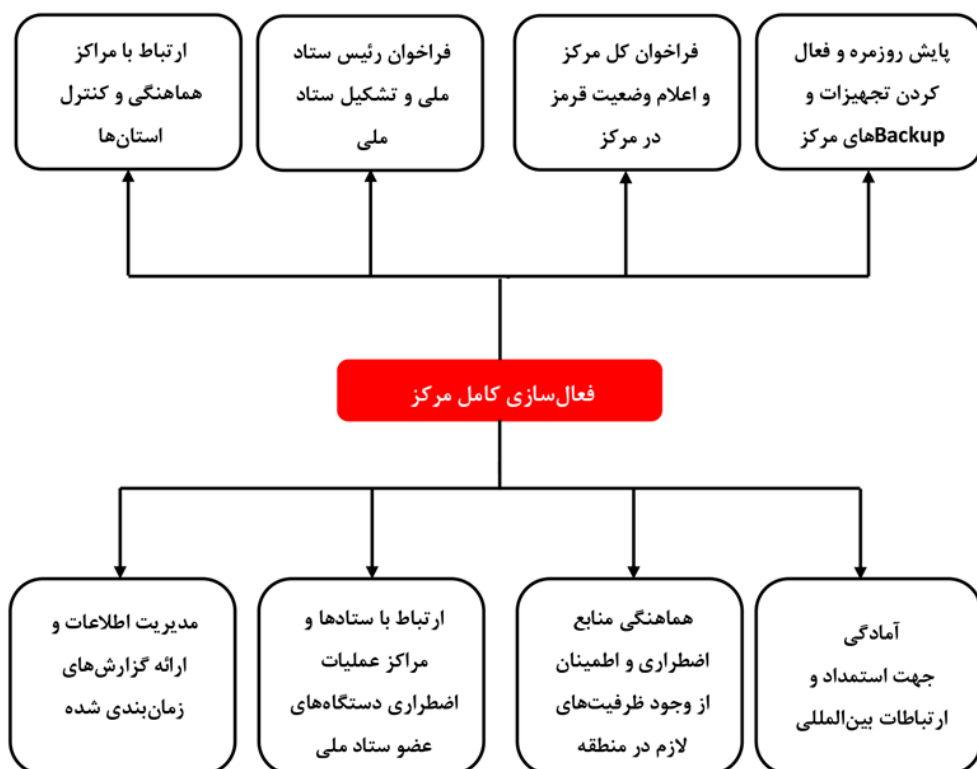 پایش روزمره و فعال
کردن تجهیزات و
Backupهای مرکز
فراخوان کل مرکز
و اعلام وضعیت قرمز
در مرکز
فراخوان رئیس ستاد
ملی و تشکیل ستاد
ملی
ارتباط با مراکز
هماهنگی و کنترل
استان‌ها
فعال‌سازی کامل مرکز
آمادگی
جهت استمداد و
ارتباطات بین‌المللی
هماهنگی منابع
اضطراری و اطمینان
از وجود ظرفیت‌های
لازم در منطقه
ارتباط با ستادها و
مراکز عملیات
اضطراری دستگاه‌های
عضو ستاد ملی
مدیریت اطلاعات و
ارائه گزارش‌های
زمان‌بندی شده